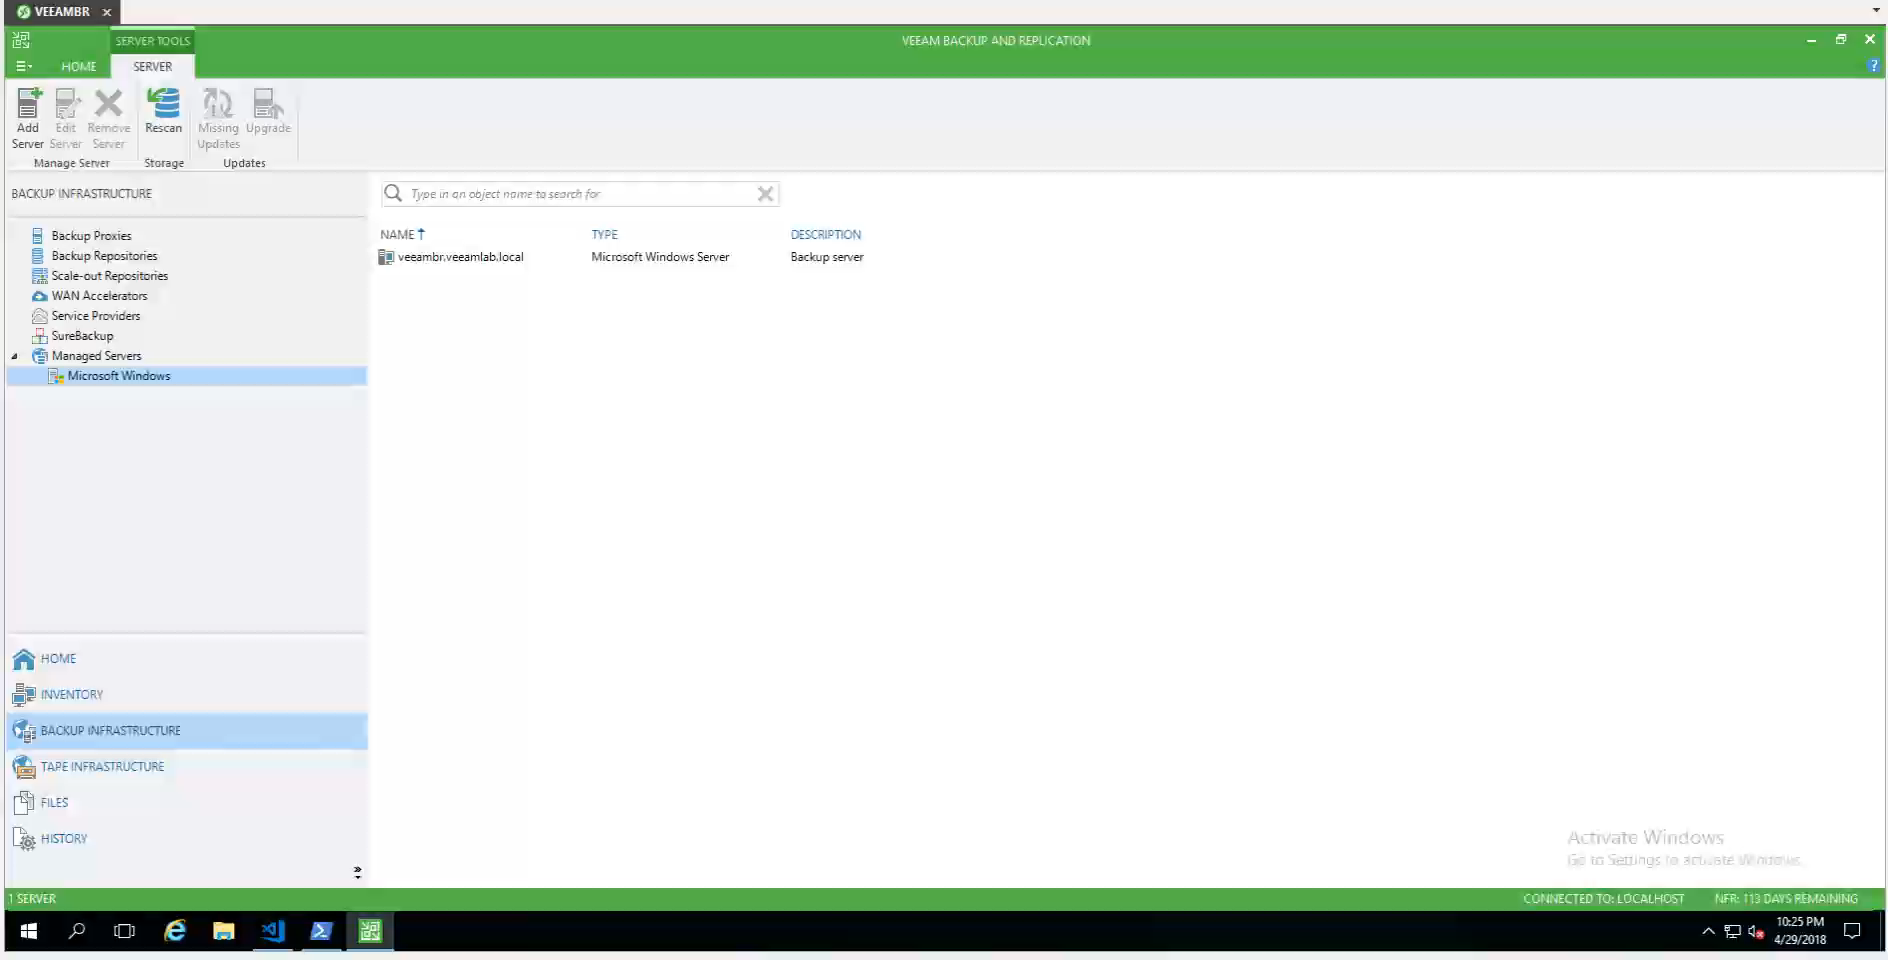 VEEAMBR
SERVER TOOLS
VEEAM BACKUP AND REPLICATION
HOME
SERVER
Add Server
Edit Server
Remove Server
Rescan
Missing Updates
Upgrade
Manage Server
Storage
Updates
BACKUP INFRASTRUCTURE
Type in an object name to search for
Backup Proxies
Backup Repositories
Scale-out Repositories
WAN Accelerators
Service Providers
SureBackup
Managed Servers
Microsoft Windows
NAME TYPE DESCRIPTION
veeambr.veeamlab.local Microsoft Windows Server Backup server
HOME
INVENTORY
BACKUP INFRASTRUCTURE
TAPE INFRASTRUCTURE
FILES
HISTORY
Activate Windows
Go to Settings to activate Windows.
1 SERVER
CONNECTED TO: LOCALHOST
NFR: 113 DAYS REMAINING
10:25 PM
4/29/2018